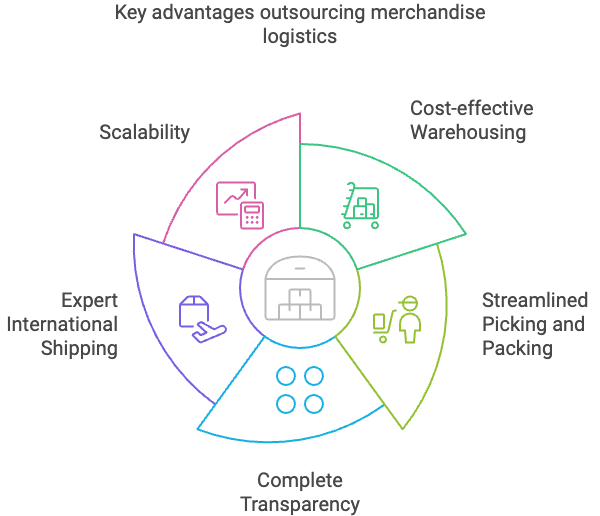 Key advantages outsourcing merchandise
logistics
Cost-effective
Warehousing
Scalability
Streamlined
Picking and
Packing
Expert
International
Shipping
Complete
Transparency